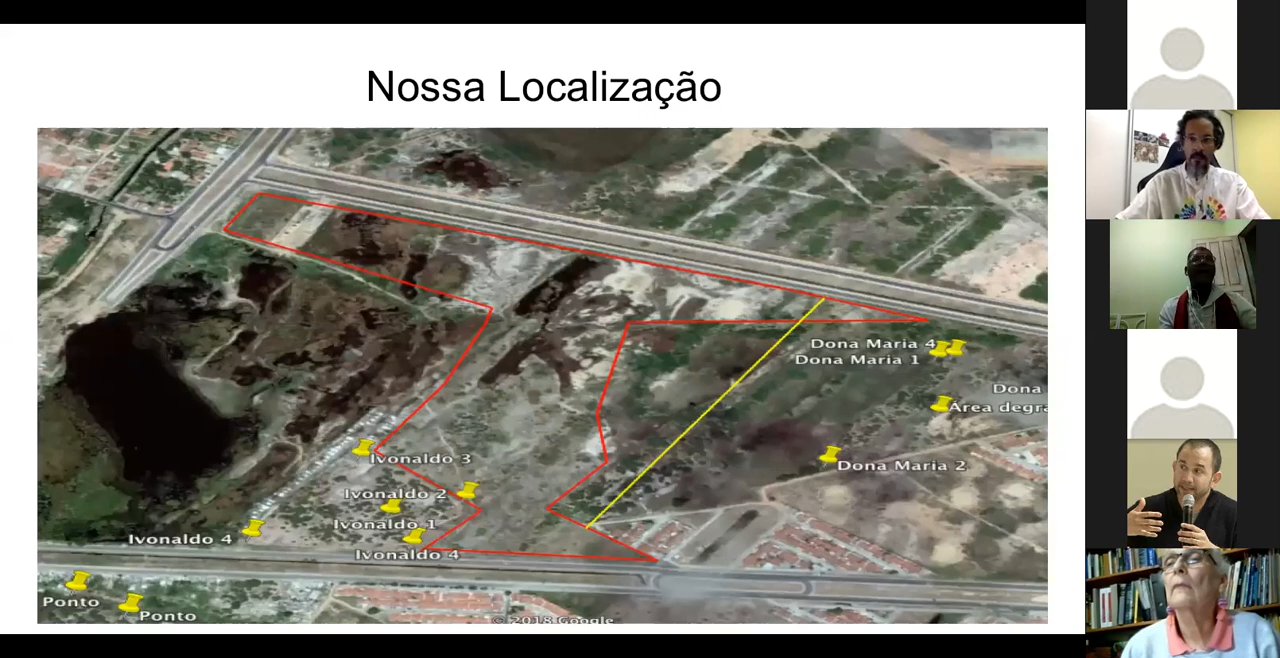 Nossa Localização
Dona Maria 4
Dona Maria 1
Dona
Área degra
Ivonaldo 3
Dona Maria 2
Ivonaldo 2
Ivonaldo 1
Ivonaldo 4
Ivonaldo 4
Ponto
Ponto
© 2018 Google